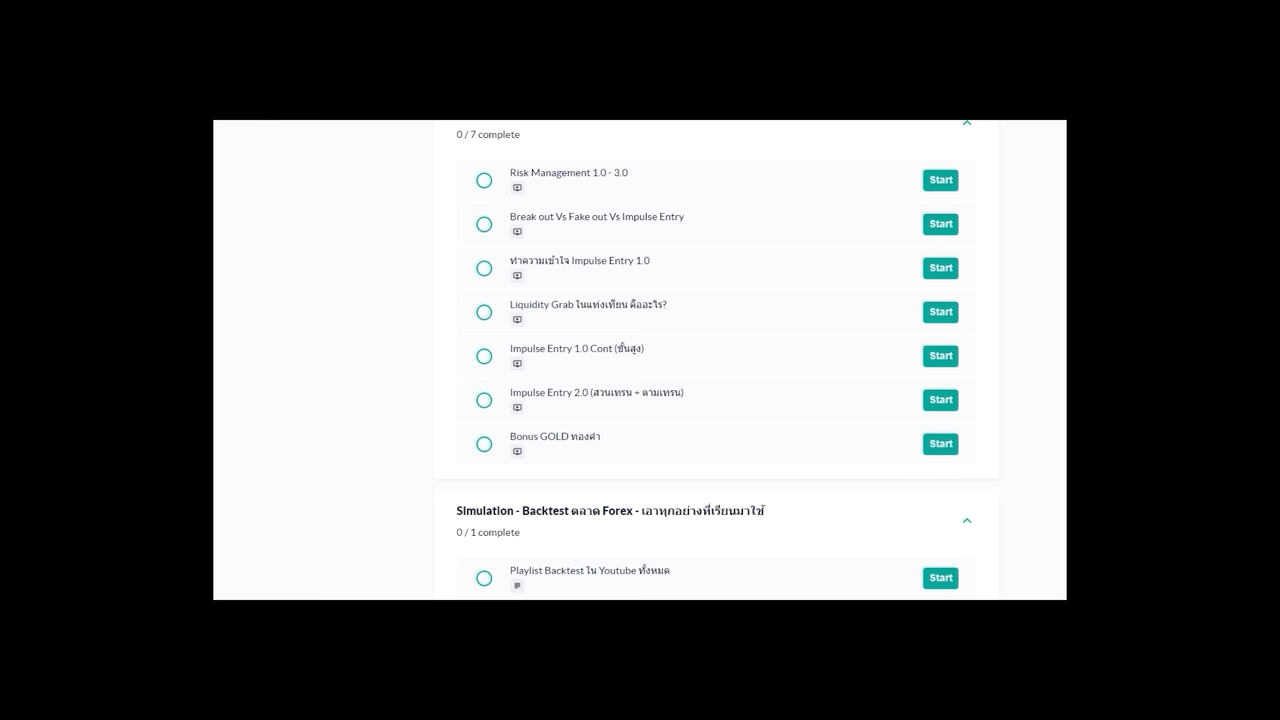 0 / 7 complete
Risk Management 1.0 - 3.0
Start
Break out Vs Fake out Vs Impulse Entry
Start
ทำความเข้าใจ Impulse Entry 1.0
Start
Liquidity Grab ในแท่งเทียน คืออะไร?
Start
Impulse Entry 1.0 Cont (ขั้นสูง)
Start
Impulse Entry 2.0 (สวนเทรน + ตามเทรน)
Start
Bonus GOLD ทองคำ
Start
Simulation - Backtest ตลาด Forex - เอาทุกอย่างที่เรียนมาใช้
0 / 1 complete
Playlist Backtest ใน Youtube ทั้งหมด
Start